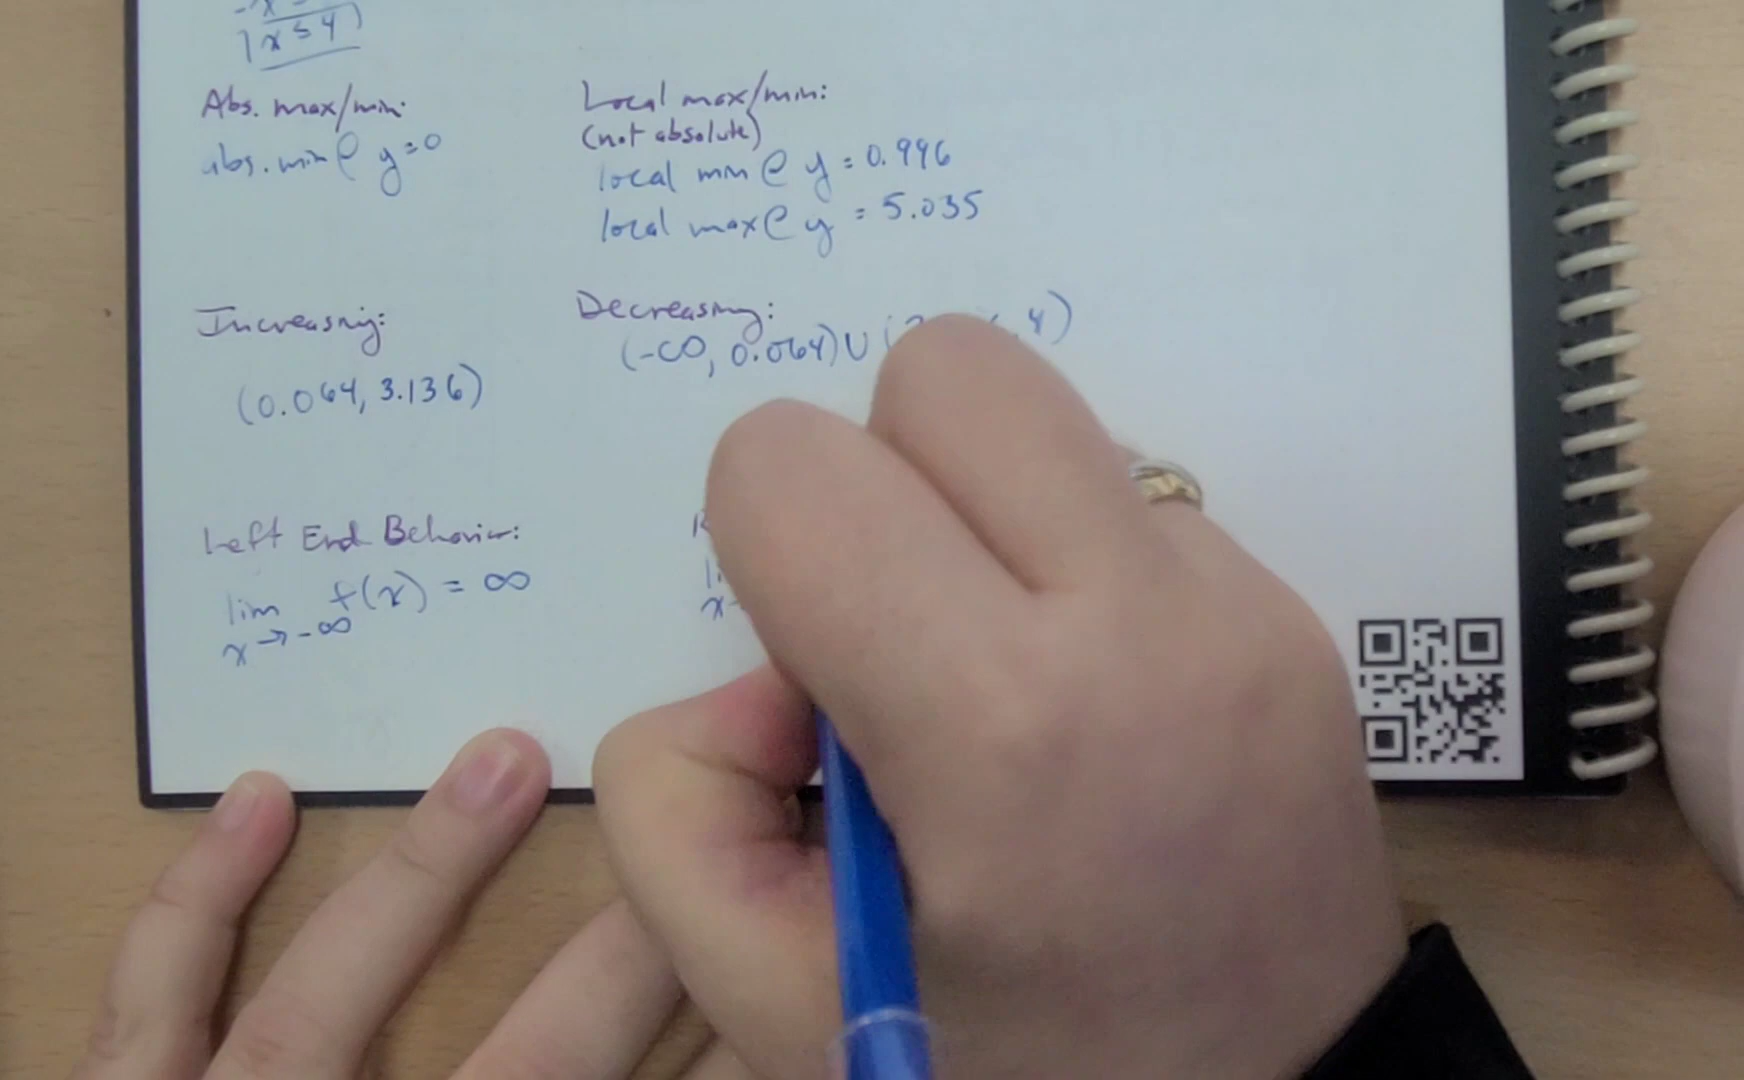 x ≤ 4
Abs. max/min:
abs. min @ y = 0
Local max/min:
(not absolute)
local min @ y = 0.996
local max @ y = 5.035
Increasing:
(0.064, 3.136)
Decreasing:
(-∞, 0.064) ∪ ( , 4)
Left End Behavior:
lim f(x) = ∞
x → -∞